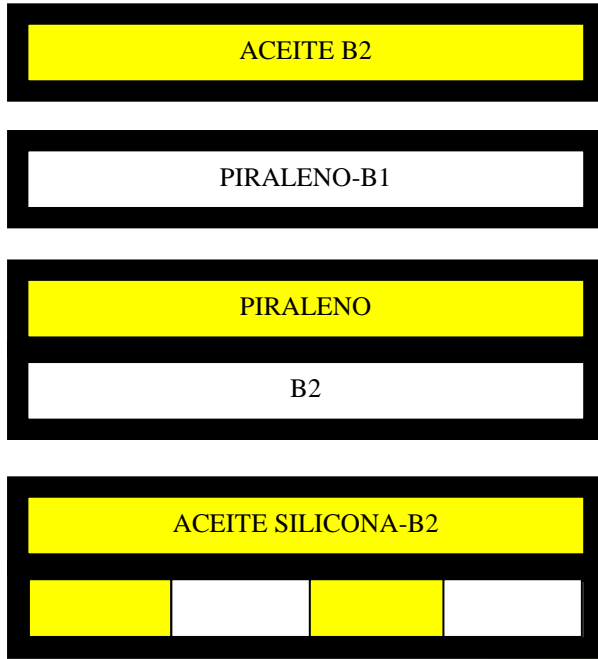 ACEITE B2
PIRALENO-B1
PIRALENO
B2
ACEITE SILICONA-B2